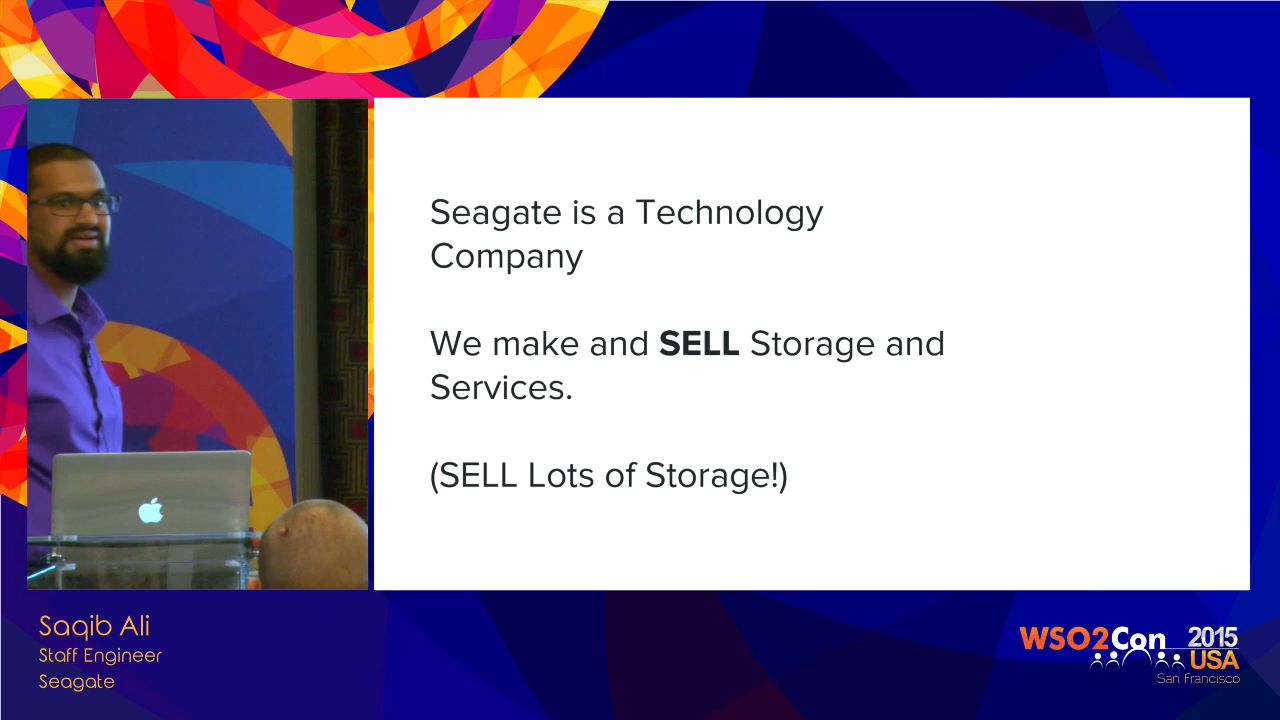 Seagate is a Technology
Company
We make and SELL Storage and
Services.
(SELL Lots of Storage!)
Saqib Ali
Staff Engineer
Seagate
WSO2Con 2015
USA
San Francisco